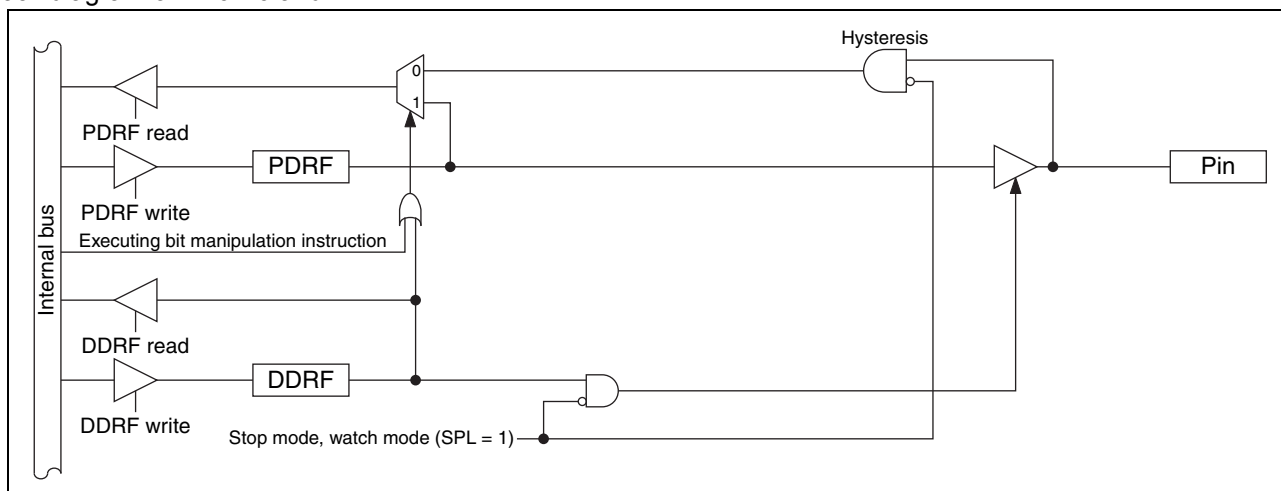 Hysteresis
0
1
PDRF read
PDRF
Pin
PDRF write
Executing bit manipulation instruction
Internal bus
DDRF read
DDRF
DDRF write
Stop mode, watch mode (SPL = 1)